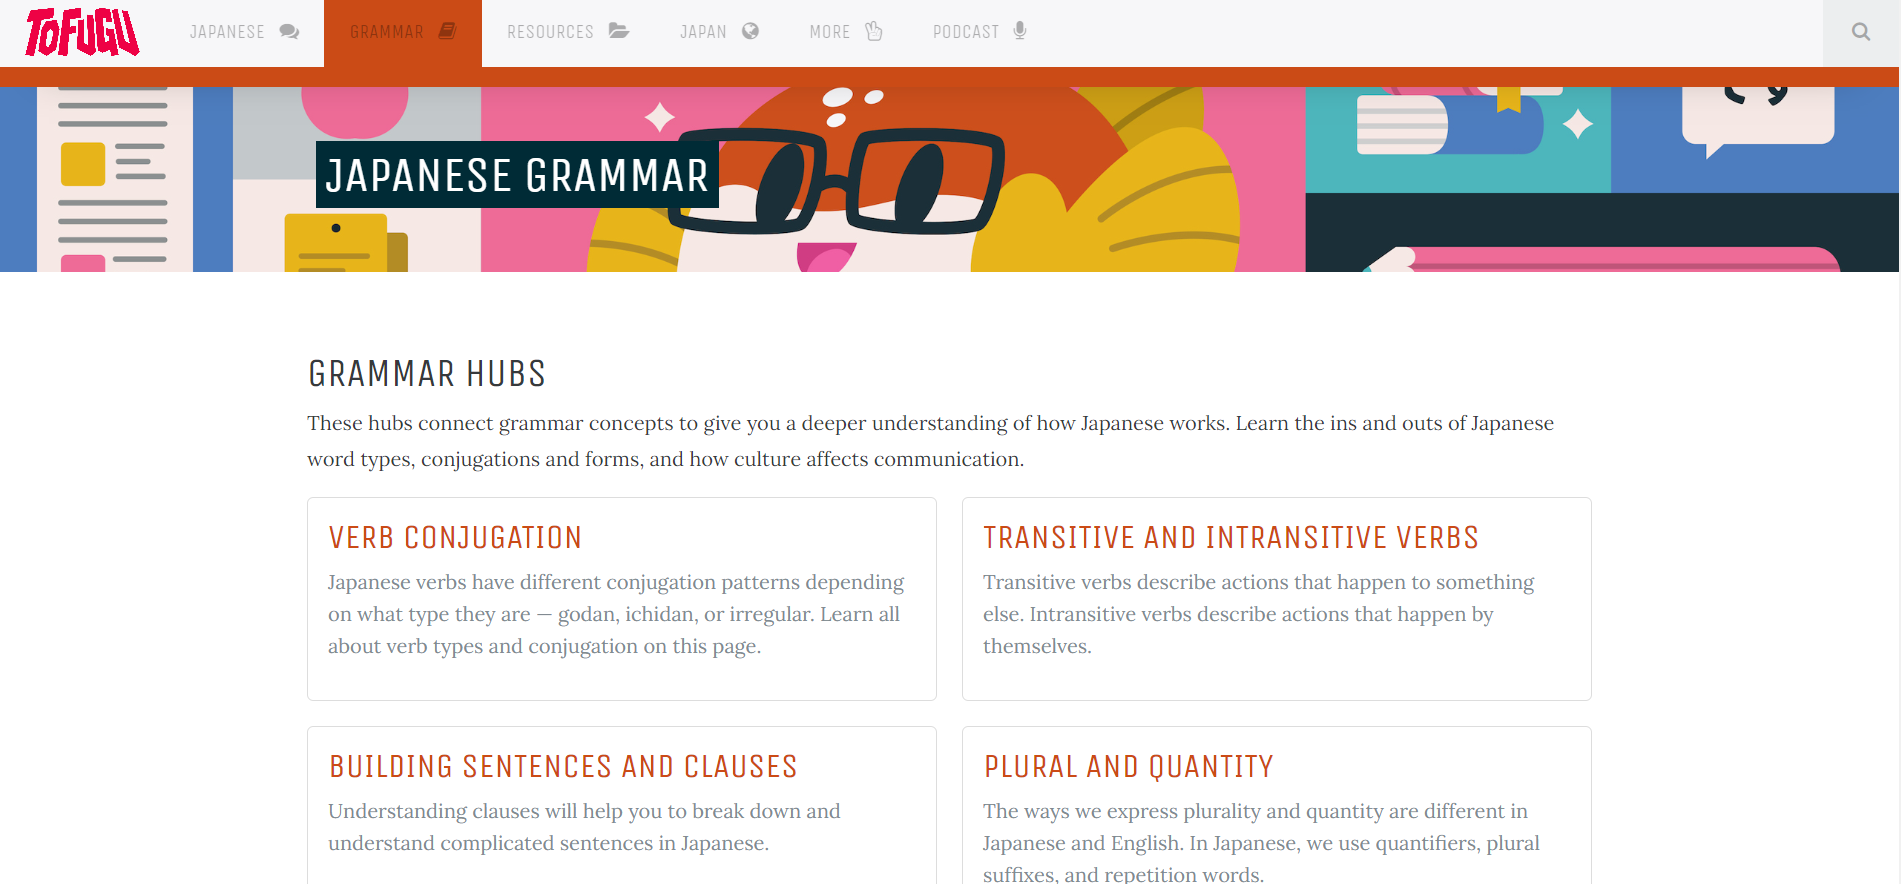 TOFUGU
JAPANESE
GRAMMAR
RESOURCES
JAPAN
MORE
PODCAST
JAPANESE GRAMMAR
GRAMMAR HUBS
These hubs connect grammar concepts to give you a deeper understanding of how Japanese works. Learn the ins and outs of Japanese
word types, conjugations and forms, and how culture affects communication.
VERB CONJUGATION
Japanese verbs have different conjugation patterns depending
on what type they are — godan, ichidan, or irregular. Learn all
about verb types and conjugation on this page.
TRANSITIVE AND INTRANSITIVE VERBS
Transitive verbs describe actions that happen to something
else. Intransitive verbs describe actions that happen by
themselves.
BUILDING SENTENCES AND CLAUSES
Understanding clauses will help you to break down and
understand complicated sentences in Japanese.
PLURAL AND QUANTITY
The ways we express plurality and quantity are different in
Japanese and English. In Japanese, we use quantifiers, plural
suffixes, and repetition words.